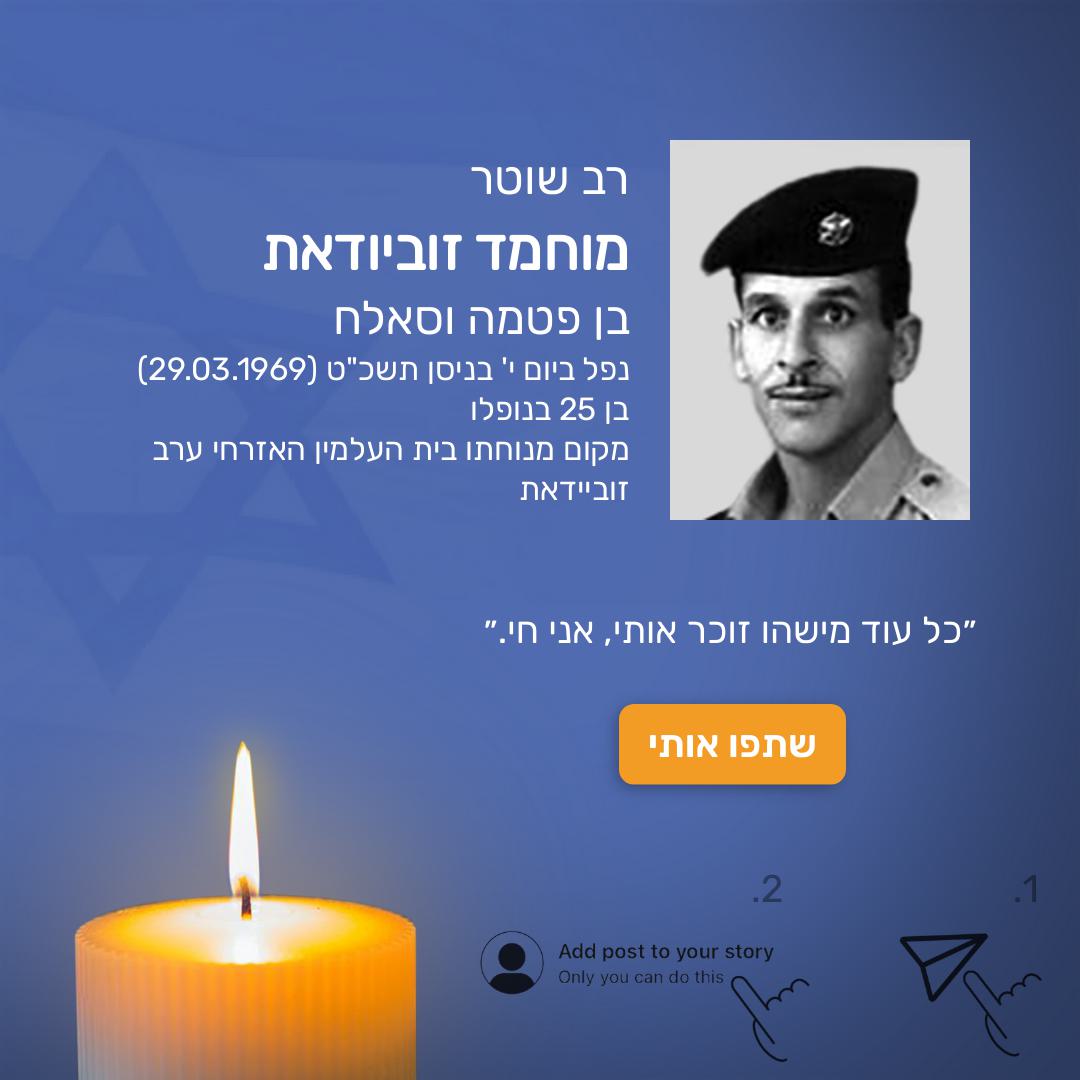 רב שוטר
מוחמד זוביודאת
בן פטמה וסאלח
נפל ביום י' בניסן תשכ"ט (29.03.1969)
בן 25 בנופלו
מקום מנוחתו בית העלמין האזרחי ערב
זוביידאת
״כל עוד מישהו זוכר אותי, אני חי.״
שתפו אותי
1.
2.
Add post to your story
Only you can do this